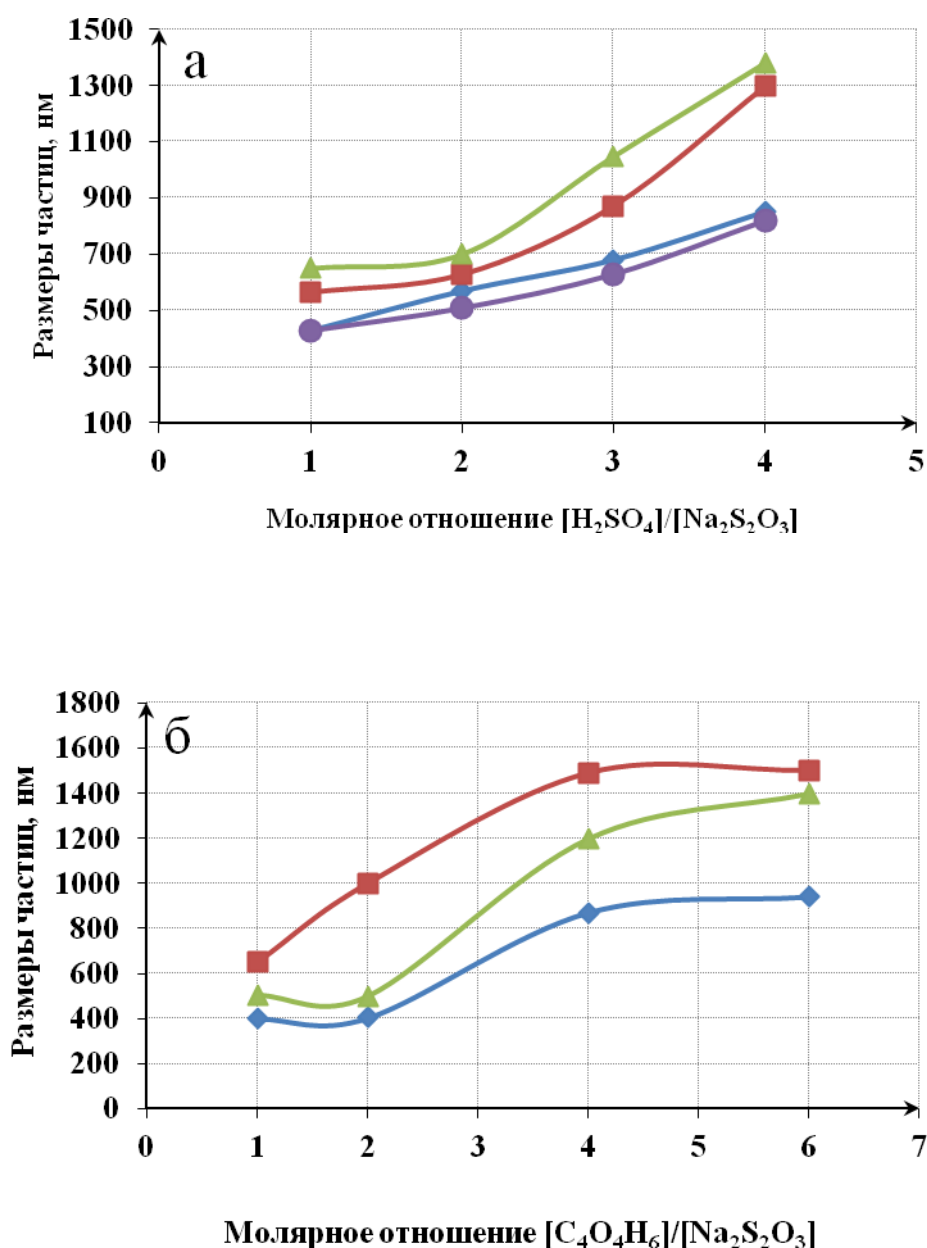 а
Размеры частиц, нм
1500
1300
1100
900
700
500
300
100
0 1 2 3 4 5
Молярное отношение [H₂SO₄]/[Na₂S₂O₃]
б
Размеры частиц, нм
1800
1600
1400
1200
1000
800
600
400
200
0
0 1 2 3 4 5 6 7
Молярное отношение [C₄O₄H₆]/[Na₂S₂O₃]